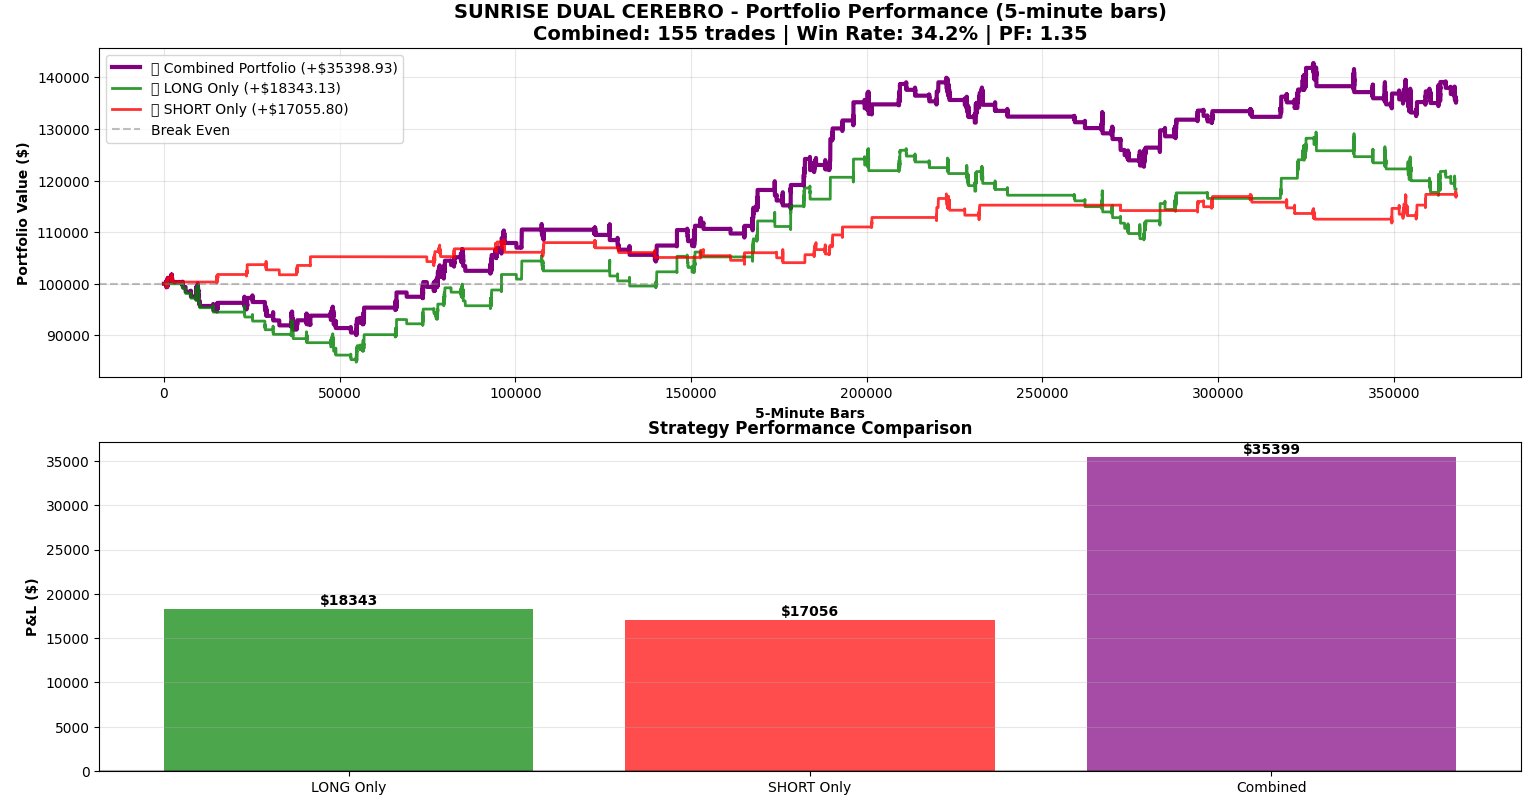 SUNRISE DUAL CEREBRO - Portfolio Performance (5-minute bars)
Combined: 155 trades | Win Rate: 34.2% | PF: 1.35
Combined Portfolio (+$35398.93)
LONG Only (+$18343.13)
SHORT Only (+$17055.80)
Break Even
Portfolio Value ($)
140000
130000
120000
110000
100000
90000
0
50000
100000
150000
200000
250000
300000
350000
5-Minute Bars
Strategy Performance Comparison
P&L ($)
35000
30000
25000
20000
15000
10000
5000
0
$18343
$17056
$35399
LONG Only
SHORT Only
Combined